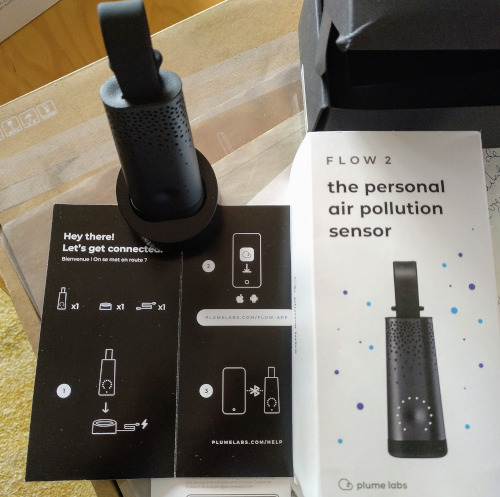 Hey there!
Let's get connected.
Bienvenue ! On se met en route ?
x1
x1
x1
1
2
PLUMELABS.COM/FLOW-APP
3
PLUMELABS.COM/HELP
FLOW 2
the personal
air pollution
sensor
plume labs